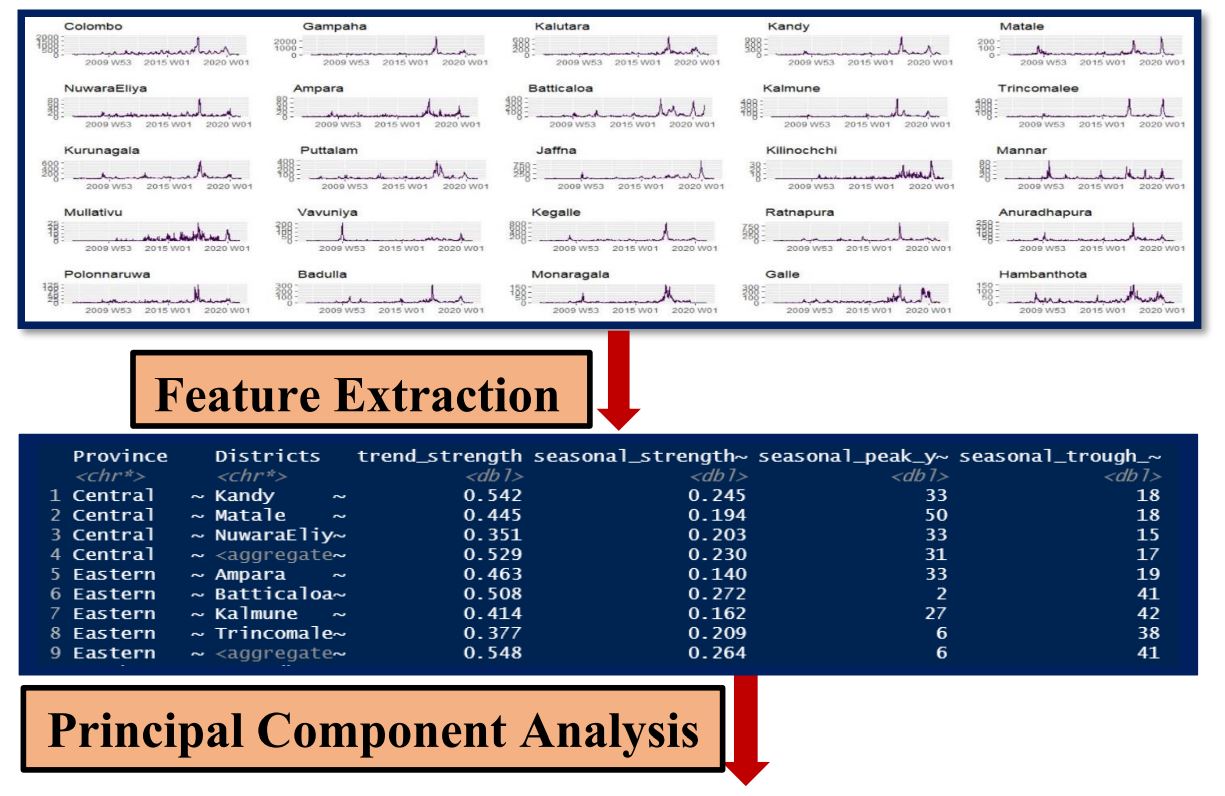 Colombo Gampaha Kalutara Kandy Matale
2009 W53 2015 W01 2020 W01 2009 W53 2015 W01 2020 W01 2009 W53 2015 W01 2020 W01 2009 W53 2015 W01 2020 W01 2009 W53 2015 W01 2020 W01
NuwaraEliya Ampara Batticaloa Kalmune Trincomalee
2009 W53 2015 W01 2020 W01 2009 W53 2015 W01 2020 W01 2009 W53 2015 W01 2020 W01 2009 W53 2015 W01 2020 W01 2009 W53 2015 W01 2020 W01
Kurunagala Puttalam Jaffna Kilinochchi Mannar
2009 W53 2015 W01 2020 W01 2009 W53 2015 W01 2020 W01 2009 W53 2015 W01 2020 W01 2009 W53 2015 W01 2020 W01 2009 W53 2015 W01 2020 W01
Mullativu Vavuniya Kegalle Ratnapura Anuradhapura
2009 W53 2015 W01 2020 W01 2009 W53 2015 W01 2020 W01 2009 W53 2015 W01 2020 W01 2009 W53 2015 W01 2020 W01 2009 W53 2015 W01 2020 W01
Polonnaruwa Badulla Monaragala Galle Hambanthota
2009 W53 2015 W01 2020 W01 2009 W53 2015 W01 2020 W01 2009 W53 2015 W01 2020 W01 2009 W53 2015 W01 2020 W01 2009 W53 2015 W01 2020 W01
Feature Extraction
Province Districts trend_strength seasonal_strength~ seasonal_peak_y~ seasonal_trough_~
<chr*> <chr*> <dbl> <dbl> <dbl> <dbl>
1 Central ~ Kandy ~ 0.542 0.245 33 18
2 Central ~ Matale ~ 0.445 0.194 50 18
3 Central ~ NuwaraEliy~ 0.351 0.203 33 15
4 Central ~ <aggregate~ 0.529 0.230 31 17
5 Eastern ~ Ampara ~ 0.463 0.140 33 19
6 Eastern ~ Batticaloa~ 0.508 0.272 2 41
7 Eastern ~ Kalmune ~ 0.414 0.162 27 42
8 Eastern ~ Trincomale~ 0.377 0.209 6 38
9 Eastern ~ <aggregate~ 0.548 0.264 6 41
Principal Component Analysis